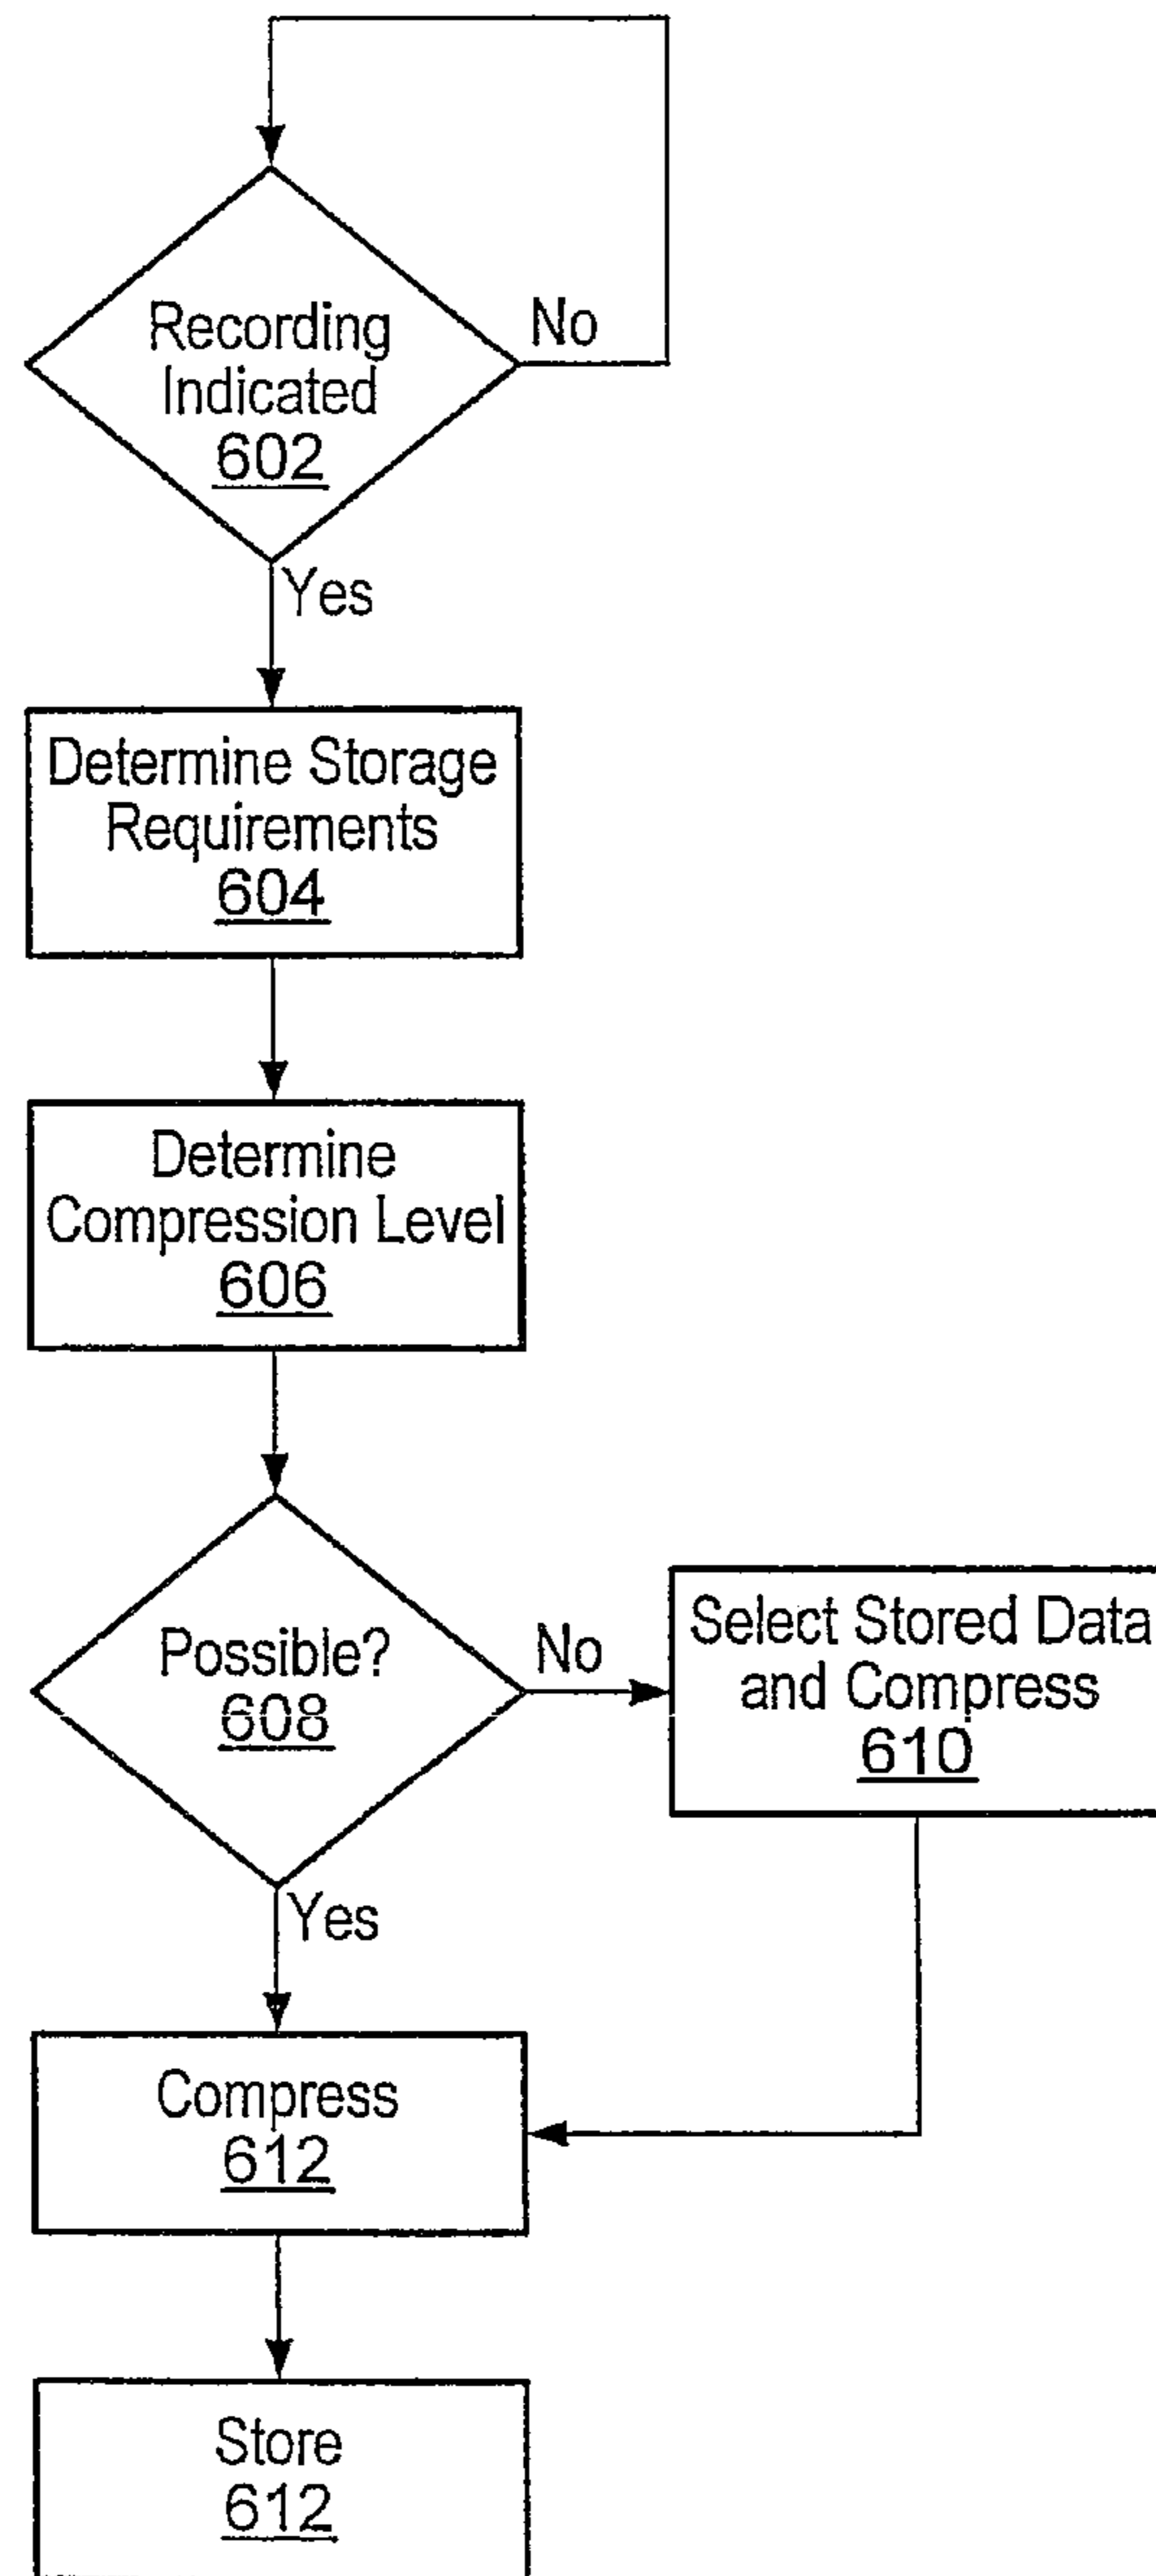 Recording
Indicated
602
No
Yes
Determine Storage
Requirements
604
Determine
Compression Level
606
Possible?
608
No
Select Stored Data
and Compress
610
Yes
Compress
612
Store
612